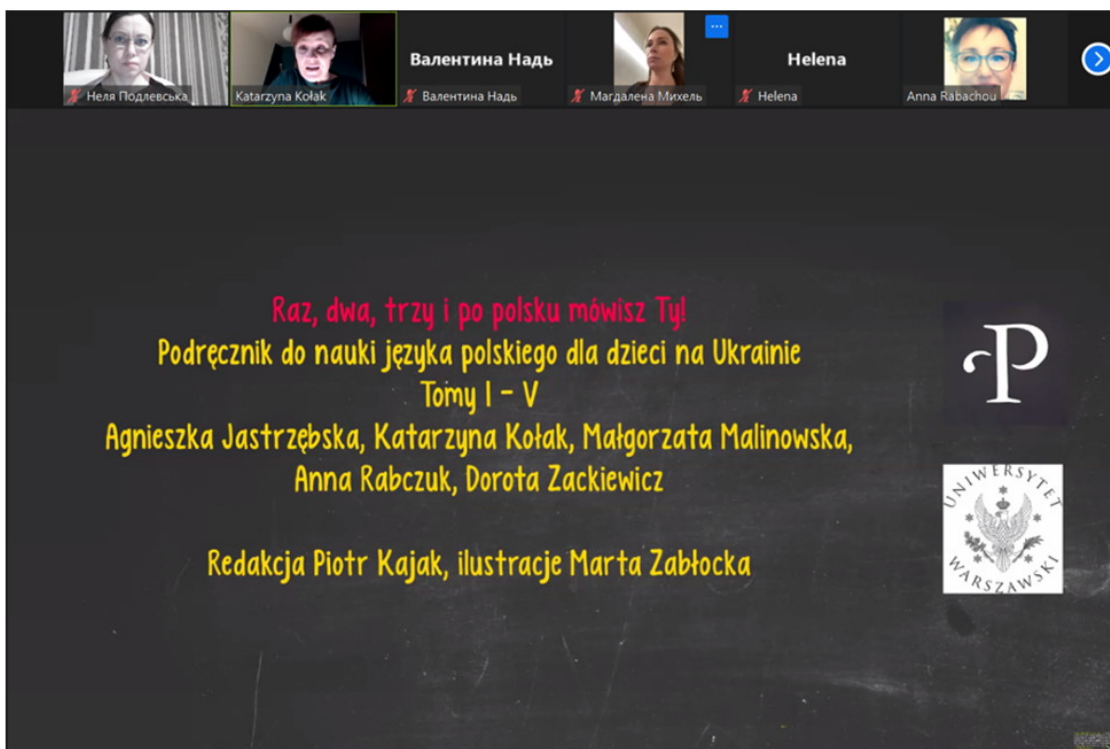 Валентина Надь
Helena
Неля Подлевська
Katarzyna Kołak
Валентина Надь
Магдалена Михель
Helena
Anna Rabachou
Raz, dwa, trzy i po polsku mówisz Ty!
Podręcznik do nauki języka polskiego dla dzieci na Ukrainie
Tomy I – V
Agnieszka Jastrzębska, Katarzyna Kołak, Małgorzata Malinowska,
Anna Rabczuk, Dorota Zackiewicz
Redakcja Piotr Kajak, ilustracje Marta Zabłocka
P
UNIWERSYTET
WARSZAWSKI